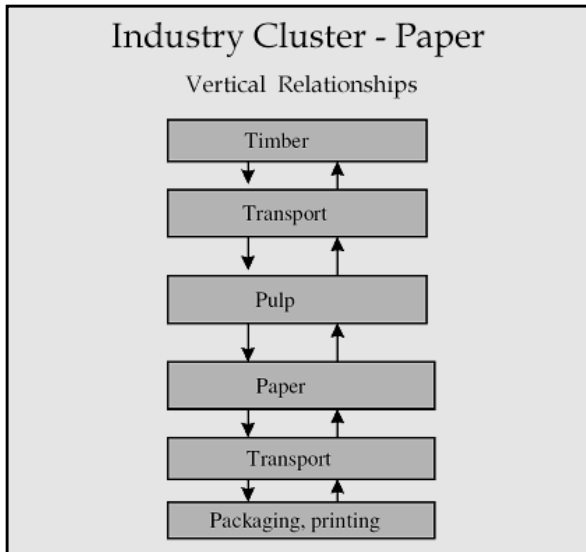 Industry Cluster - Paper
Vertical Relationships
Timber
Transport
Pulp
Paper
Transport
Packaging, printing